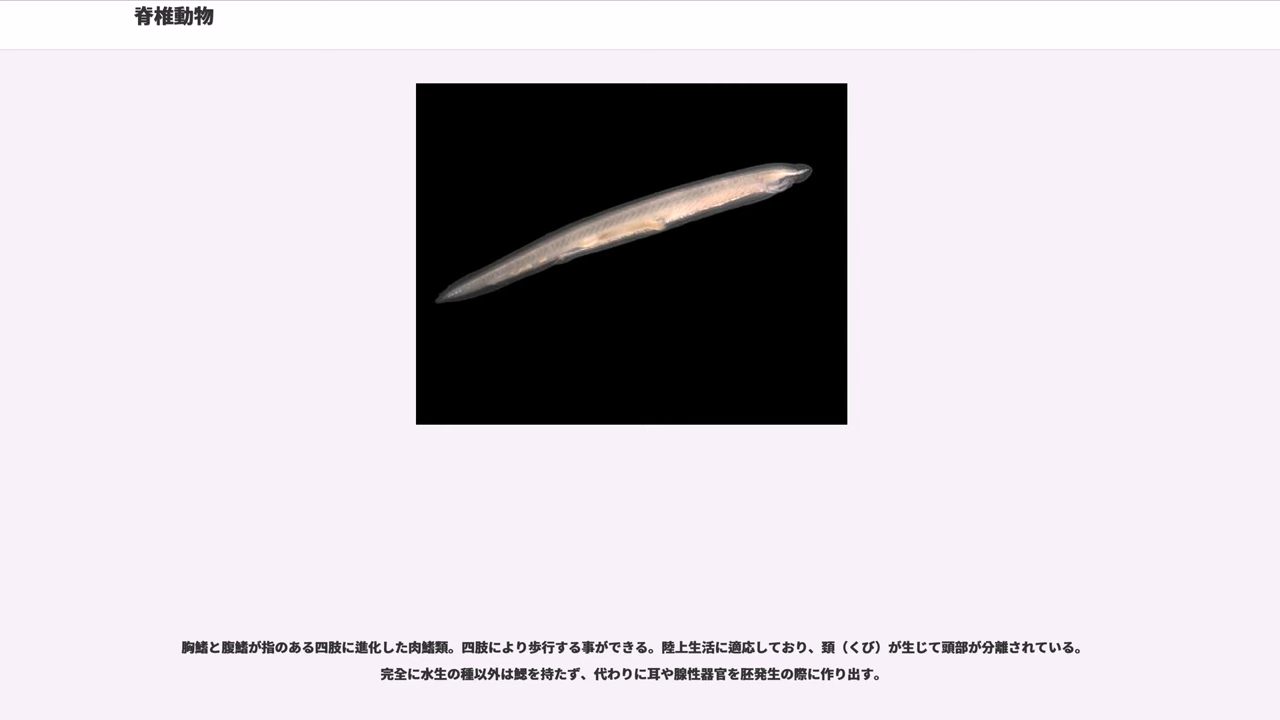 脊椎動物
胸鰭と腹鰭が指のある四肢に進化した肉鰭類。四肢により歩行する事ができる。陸上生活に適応しており、頚（くび）が生じて頭部が分離されている。
完全に水生の種以外は鰓を持たず、代わりに耳や腺性器官を胚発生の際に作り出す。